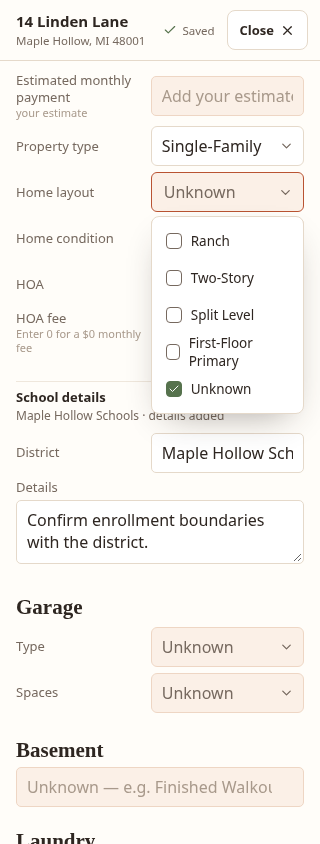 14 Linden Lane
Maple Hollow, MI 48001
Saved
Close
Estimated monthly
payment
your estimate
Add your estimate
Property type
Single-Family
Home layout
Unknown
Home condition
Ranch
Two-Story
HOA
Split Level
HOA fee
Enter 0 for a $0 monthly
fee
First-Floor
Primary
Unknown
School details
Maple Hollow Schools · details added
District
Maple Hollow Sch
Details
Confirm enrollment boundaries
with the district.
Garage
Type
Unknown
Spaces
Unknown
Basement
Unknown — e.g. Finished Walkou
Laundry